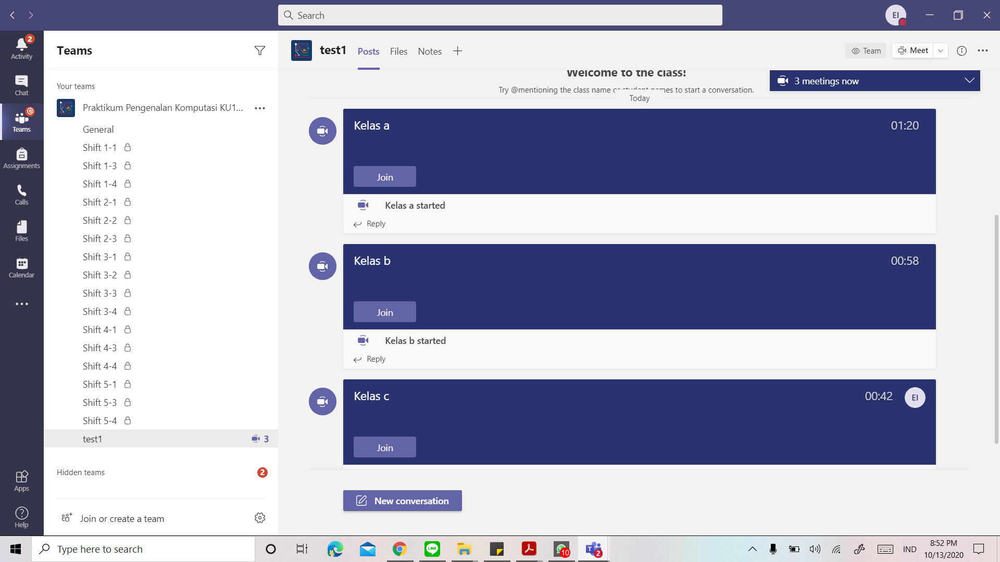 Search
EI
2
Activity
Chat
@
Teams
Assignments
Calls
Files
Calendar
Apps
Help
Teams
Your teams
Praktikum Pengenalan Komputasi KU1...
General
Shift 1-1
Shift 1-3
Shift 1-4
Shift 2-1
Shift 2-2
Shift 2-3
Shift 3-1
Shift 3-2
Shift 3-3
Shift 3-4
Shift 4-1
Shift 4-3
Shift 4-4
Shift 5-1
Shift 5-3
Shift 5-4
test1 3
Hidden teams 2
Join or create a team
test1 Posts Files Notes
Team Meet
Welcome to the class!
3 meetings now
Try @mentioning the class name or student names to start a conversation.
Today
Kelas a 01:20
Join
Kelas a started
Reply
Kelas b 00:58
Join
Kelas b started
Reply
Kelas c 00:42 EI
Join
New conversation
Type here to search
LINE
10
T 2
IND
8:52 PM
10/13/2020